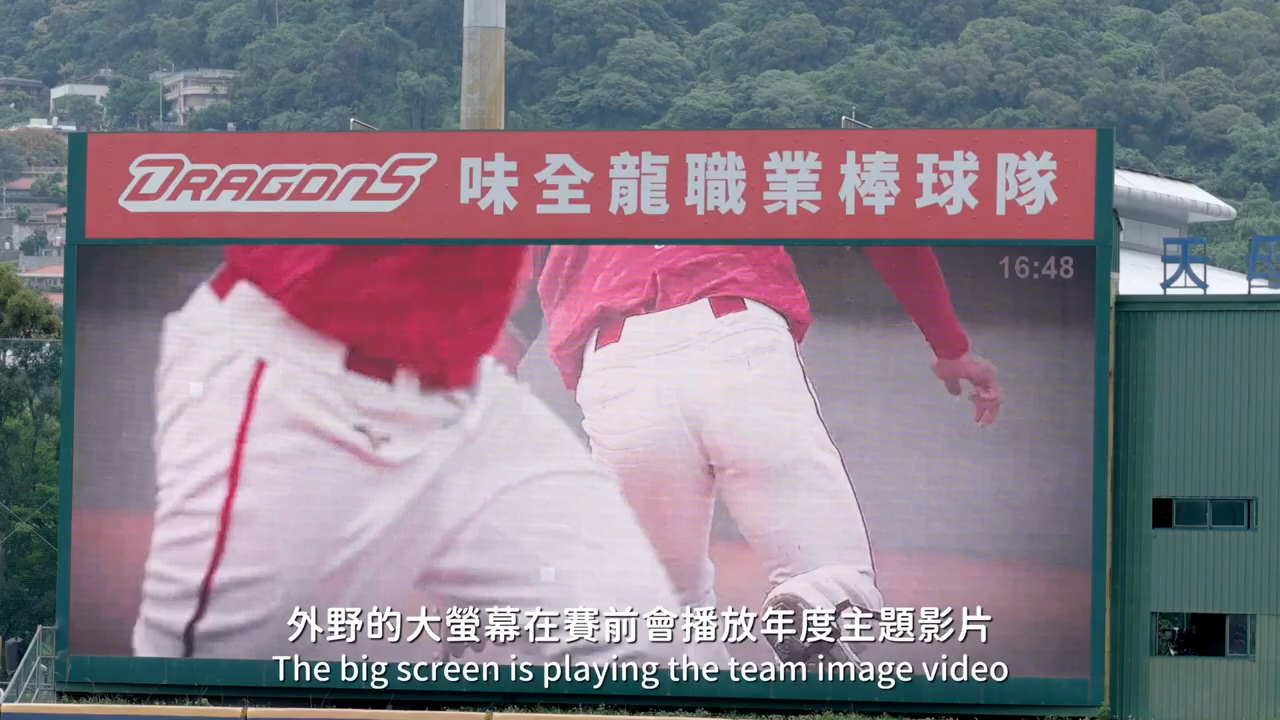 DRAGONS 味全龍職業棒球隊
16:48
天
外野的大螢幕在賽前會播放年度主題影片
The big screen is playing the team image video